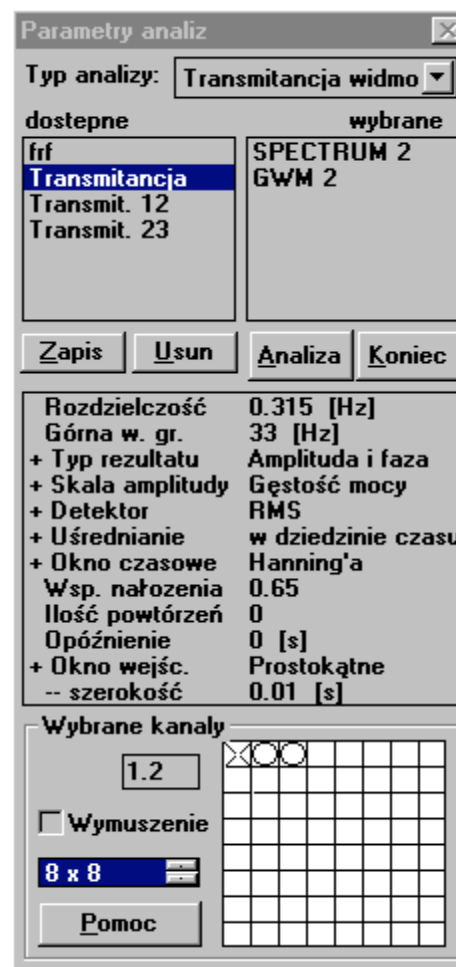 Parametry analiz
Typ analizy: Transmitancja widmo
dostepne wybrane
frf
Transmitancja
Transmit. 12
Transmit. 23
SPECTRUM 2
GWM 2
Zapis Usun Analiza Koniec
Rozdzielczość 0.315 [Hz]
Górna w. gr. 33 [Hz]
+ Typ rezultatu Amplituda i faza
+ Skala amplitudy Gęstość mocy
+ Detektor RMS
+ Uśrednianie w dziedzinie czasu
+ Okno czasowe Hanning'a
Wsp. nałozenia 0.65
Ilość powtórzeń 0
Opóźnienie 0 [s]
+ Okno wejśc. Prostokątne
-- szerokość 0.01 [s]
Wybrane kanaly
1.2
Wymuszenie
8 x 8
Pomoc